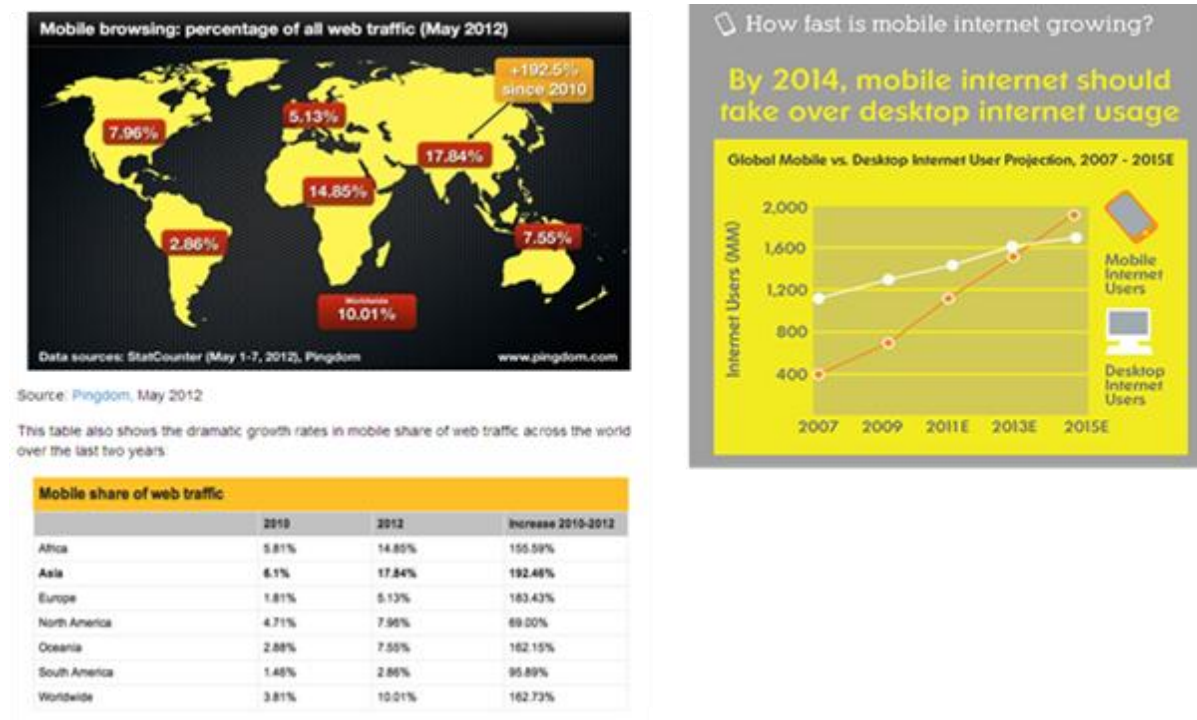 Mobile browsing: percentage of all web traffic (May 2012)
+192.5%
since 2010
7.96%
5.13%
17.84%
14.85%
2.86%
7.55%
Worldwide
10.01%
Data sources: StatCounter (May 1-7, 2012), Pingdom
www.pingdom.com
Source: Pingdom, May 2012
This table also shows the dramatic growth rates in mobile share of web traffic across the world
over the last two years
Mobile share of web traffic
2010 2012 Increase 2010-2012
Africa 5.81% 14.85% 155.59%
Asia 6.1% 17.84% 192.46%
Europe 1.81% 5.13% 183.43%
North America 4.71% 7.96% 69.00%
Oceania 2.88% 7.55% 162.15%
South America 1.46% 2.86% 95.89%
Worldwide 3.81% 10.01% 162.73%
How fast is mobile internet growing?
By 2014, mobile internet should
take over desktop internet usage
Global Mobile vs. Desktop Internet User Projection, 2007 - 2015E
Internet Users (MM)
2,000
1,600
1,200
800
400
2007 2009 2011E 2013E 2015E
Mobile
Internet
Users
Desktop
Internet
Users